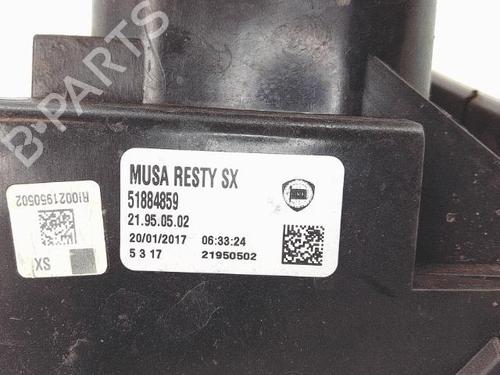 B-PARTS
MUSA RESTY SX
51884859
21.95.05.02
20/01/2017 06:33:24
5 3 17 21950502
RI0021950502
SX